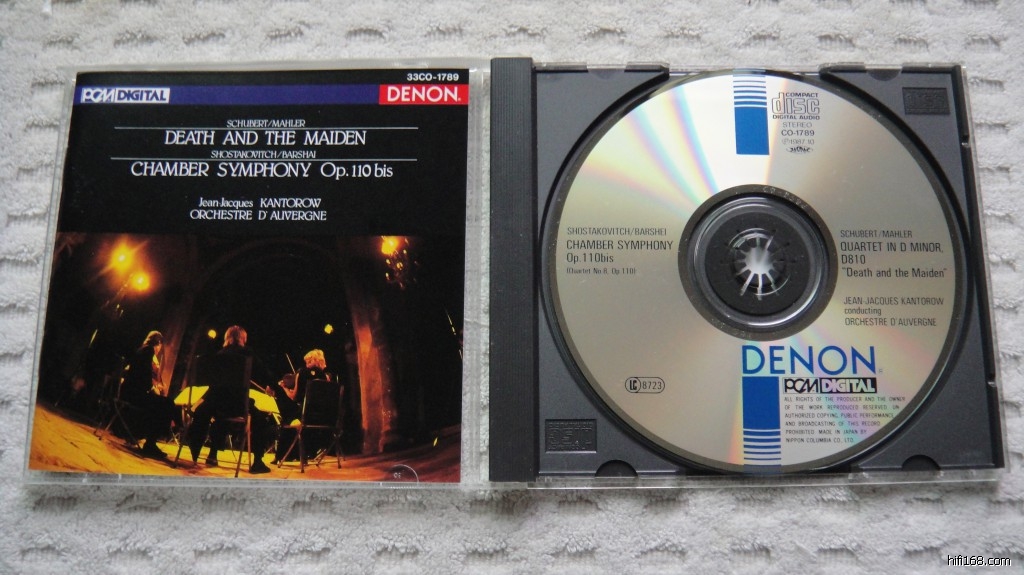 33CO-1789
PCM DIGITAL
DENON
SCHUBERT/MAHLER
DEATH AND THE MAIDEN
SHOSTAKOVITCH/BARSHAI
CHAMBER SYMPHONY Op.110 bis
Jean-Jacques KANTOROW
ORCHESTRE D'AUVERGNE
COMPACT
disc
DIGITAL AUDIO
STEREO
CO-1789
Ⓟ1987.10
SHOSTAKOVITCH/BARSHEI
CHAMBER SYMPHONY
Op.110bis
(Quartet No.8, Op.110)
SCHUBERT/MAHLER
QUARTET IN D MINOR,
D810
"Death and the Maiden"
JEAN-JACQUES KANTOROW
conducting
ORCHESTRE D'AUVERGNE
LC 8723
DENON
PCM DIGITAL
ALL RIGHTS OF THE PRODUCER AND THE OWNER
OF THE WORK REPRODUCED RESERVED. UN-
AUTHORIZED COPYING, PUBLIC PERFORMANCE
AND BROADCASTING OF THIS RECORD
PROHIBITED. MADE IN JAPAN BY
NIPPON COLUMBIA CO., LTD.
hifi168.com